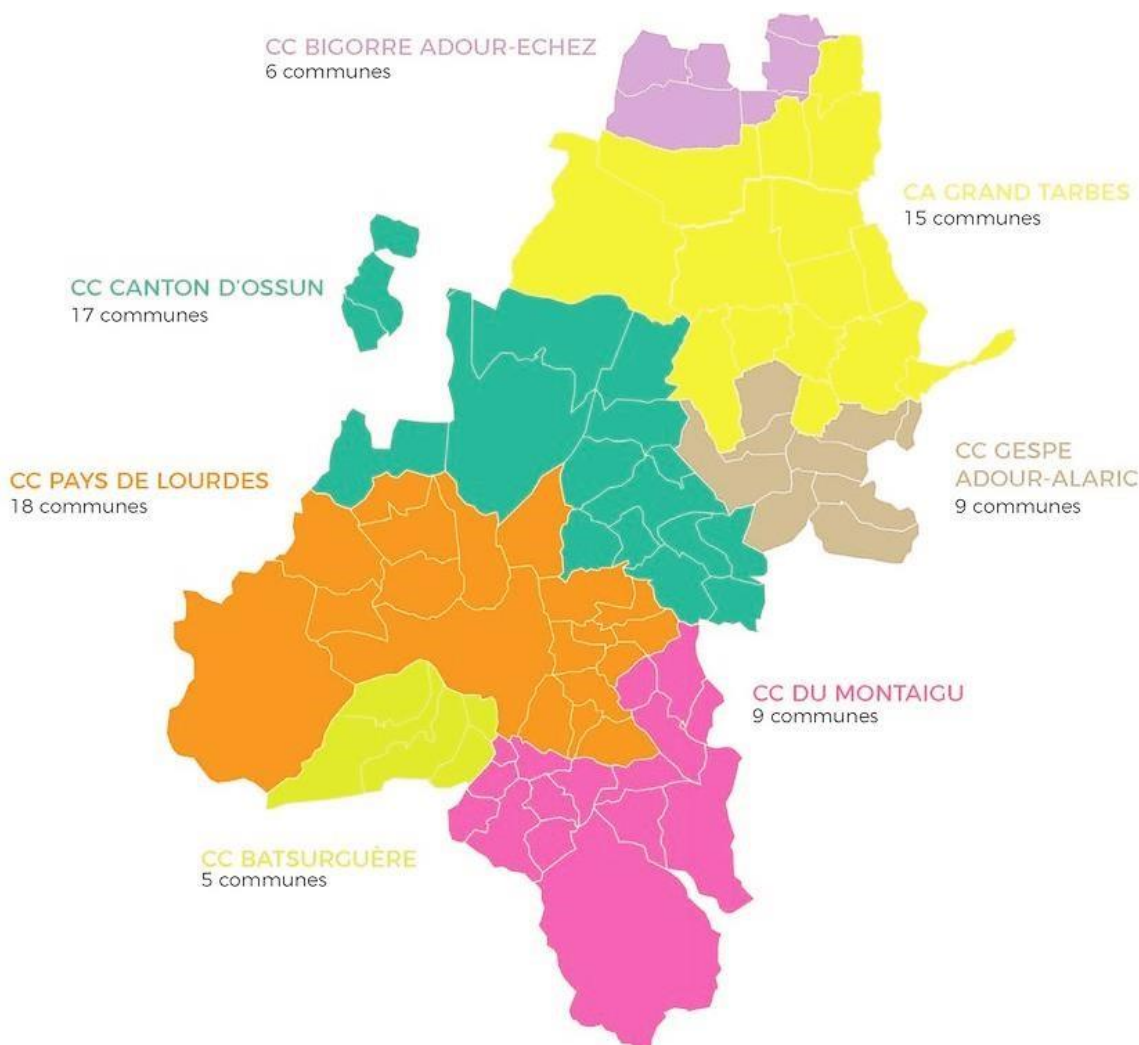 CC BIGORRE ADOUR-ECHEZ
6 communes
CA GRAND TARBES
15 communes
CC CANTON D'OSSUN
17 communes
CC PAYS DE LOURDES
18 communes
CC GESPE
ADOUR-ALARIC
9 communes
CC DU MONTAIGU
9 communes
CC BATSURGUÈRE
5 communes